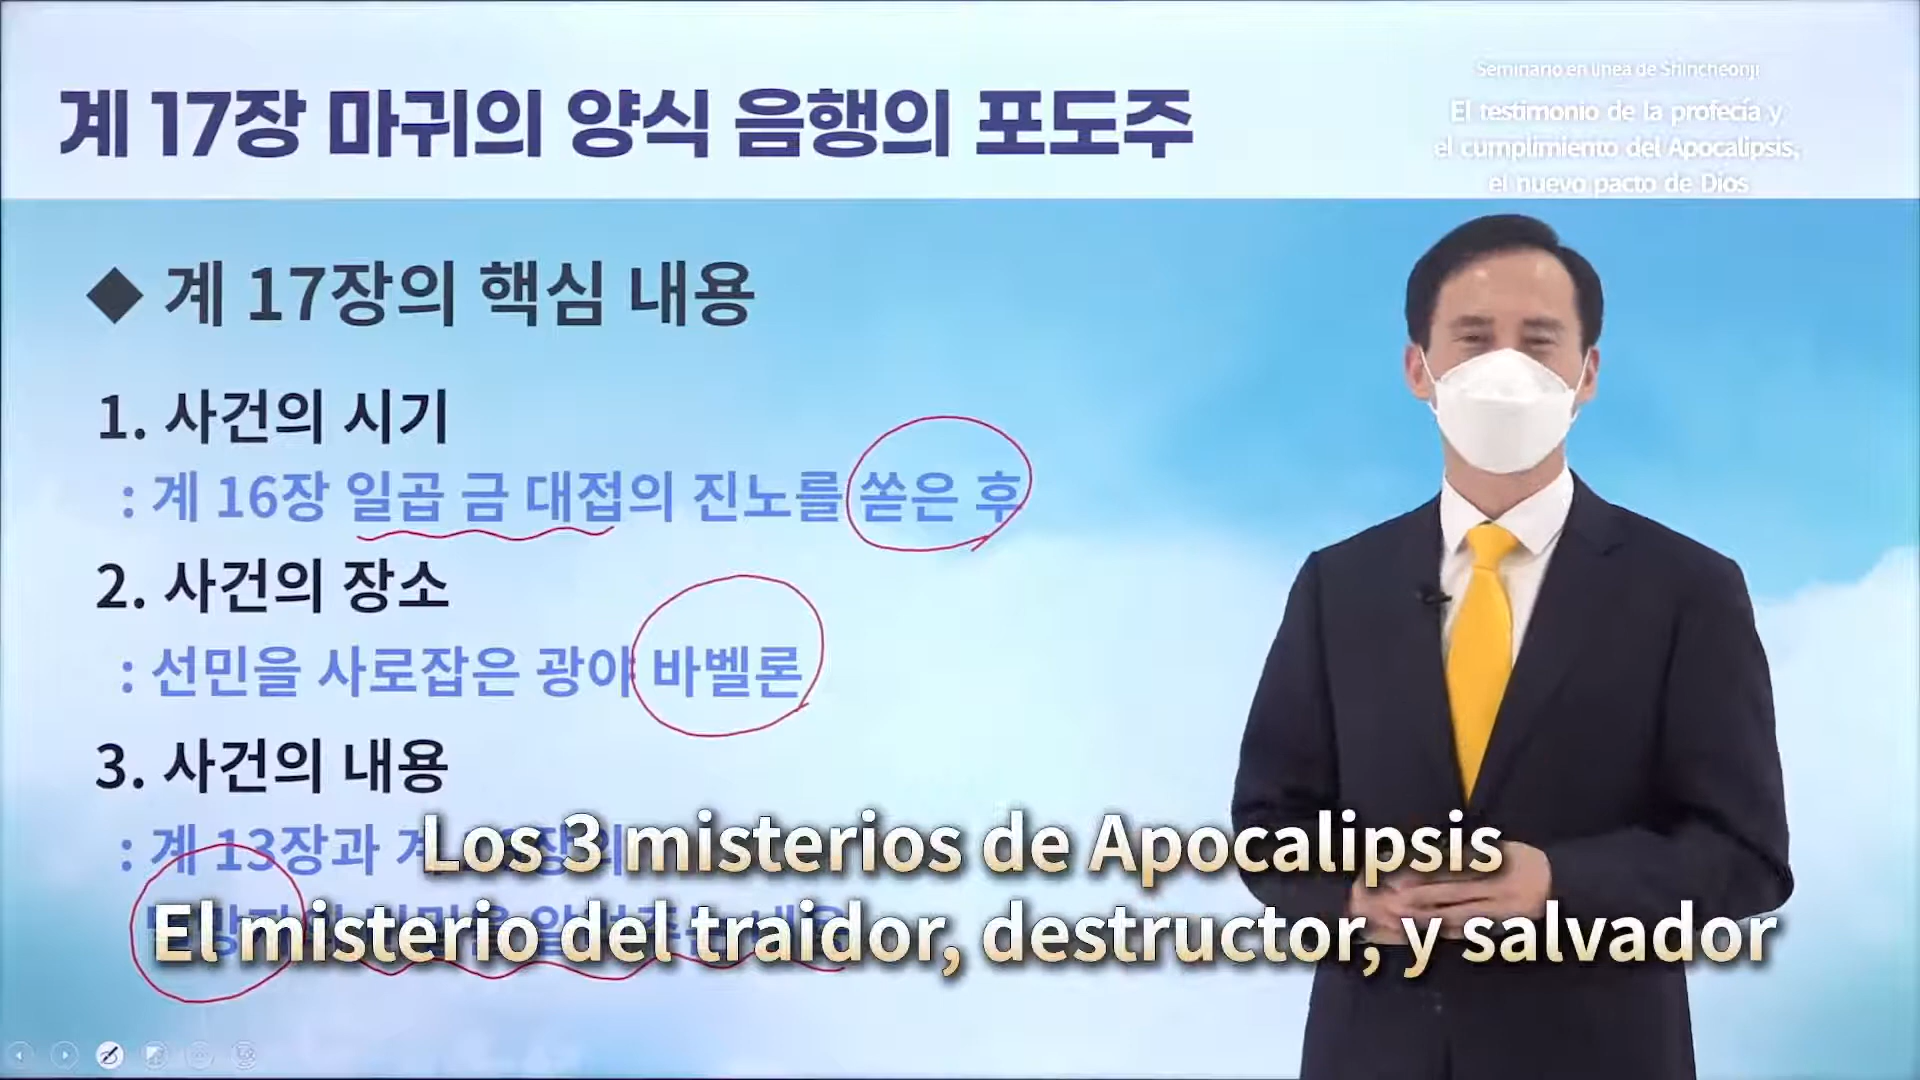 계 17장 마귀의 양식 음행의 포도주
Seminario en línea de Shincheonji
El testimonio de la profecía y
el cumplimiento del Apocalipsis,
el nuevo pacto de Dios
◆ 계 17장의 핵심 내용
1. 사건의 시기
: 계 16장 일곱 금 대접의 진노를 쏟은 후
2. 사건의 장소
: 선민을 사로잡은 광야 바벨론
3. 사건의 내용
: 계 13장과
Los 3 misterios de Apocalipsis
El misterio del traidor, destructor, y salvador